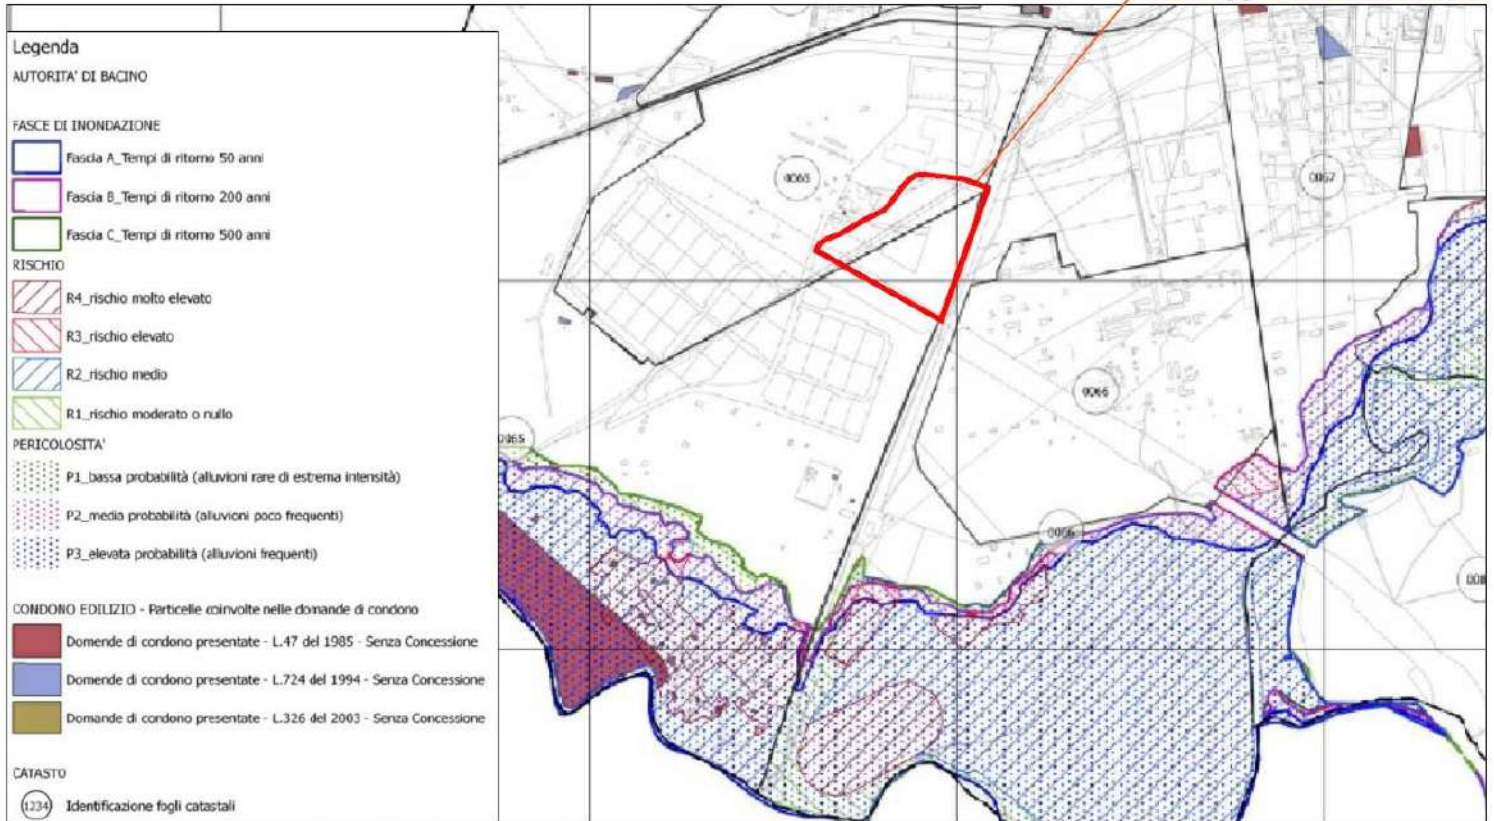 Legenda
AUTORITA' DI BACINO
FASCE DI INONDAZIONE
Fascia A_Tempi di ritorno 50 anni
Fascia B_Tempi di ritorno 200 anni
Fascia C_Tempi di ritorno 500 anni
RISCHIO
R4_rischio molto elevato
R3_rischio elevato
R2_rischio medio
R1_rischio moderato o nullo
PERICOLOSITA'
P1_bassa probabilità (alluvioni rare di estrema intensità)
P2_media probabilità (alluvioni poco frequenti)
P3_elevata probabilità (alluvioni frequenti)
CONDONO EDILIZIO - Particelle coinvolte nelle domande di condono
Domende di condono presentate - L.47 del 1985 - Senza Concessione
Domende di condono presentate - L.724 del 1994 - Senza Concessione
Domande di condono presentate - L.326 del 2003 - Senza Concessione
CATASTO
1234 Identificazione fogli catastali
0067
0066
0065
0066